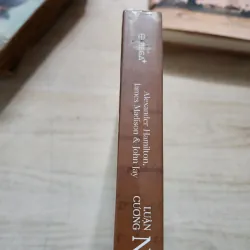 Alexander Hamilton,
James Madison & John Jay
LUẬN
CƯƠNG